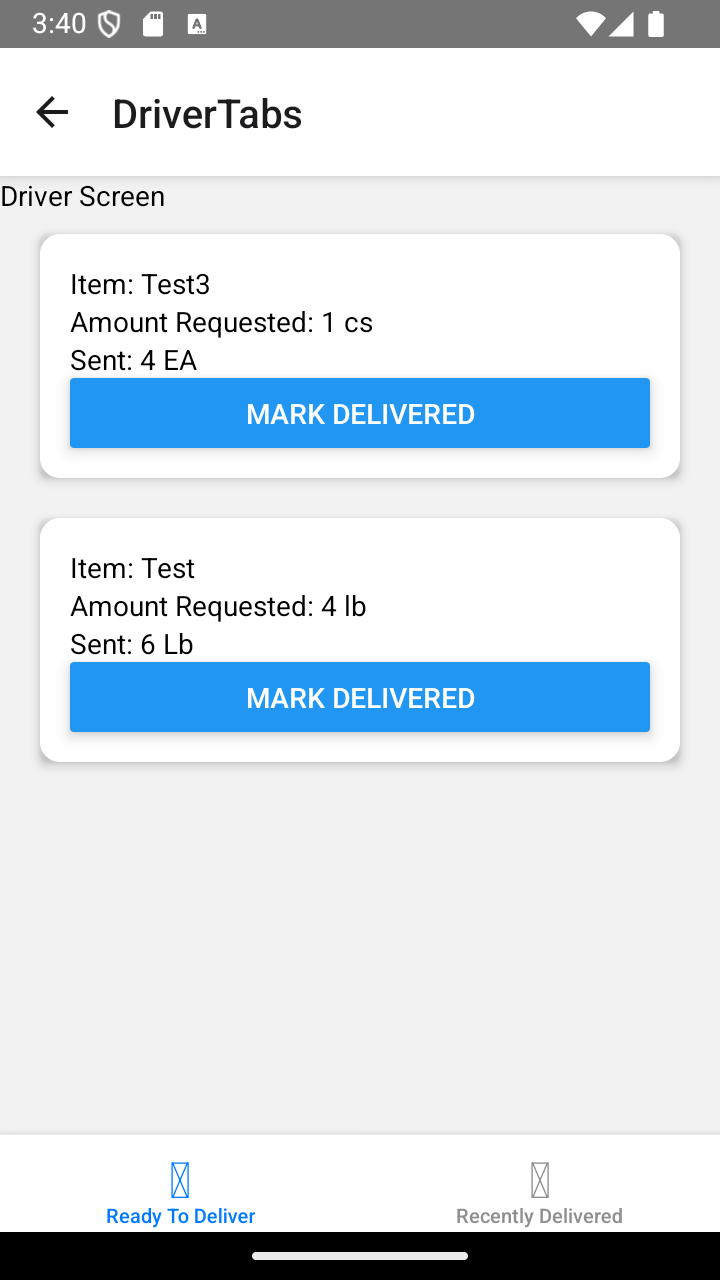 3:40
DriverTabs
Driver Screen
Item: Test3
Amount Requested: 1 cs
Sent: 4 EA
MARK DELIVERED
Item: Test
Amount Requested: 4 lb
Sent: 6 Lb
MARK DELIVERED
Ready To Deliver
Recently Delivered